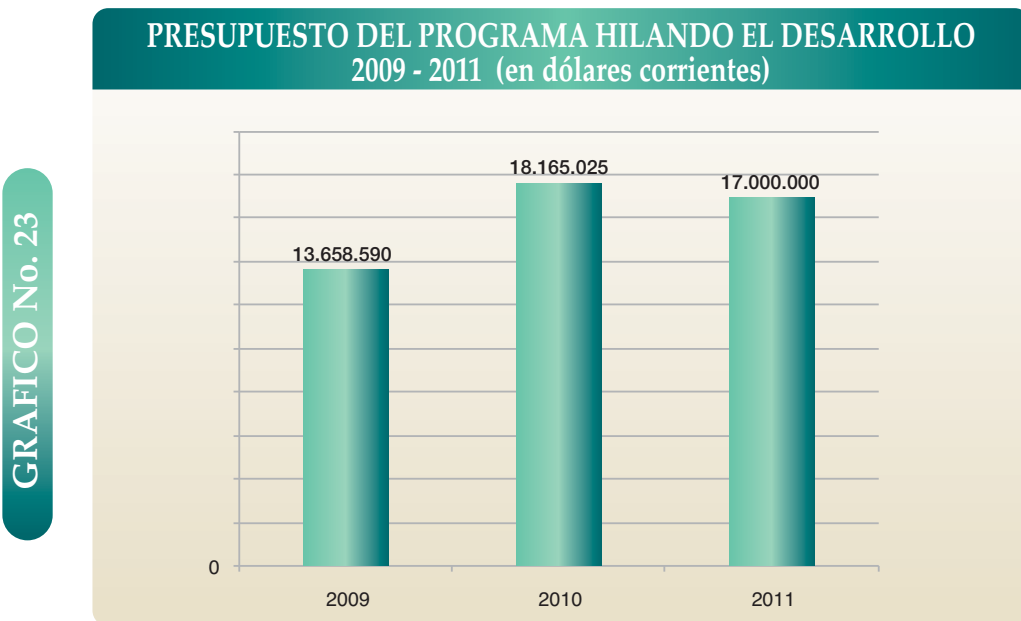 PRESUPUESTO DEL PROGRAMA HILANDO EL DESARROLLO
2009 - 2011 (en dólares corrientes)
GRAFICO No. 23
18.165.025
17.000.000
13.658.590
0
2009 2010 2011